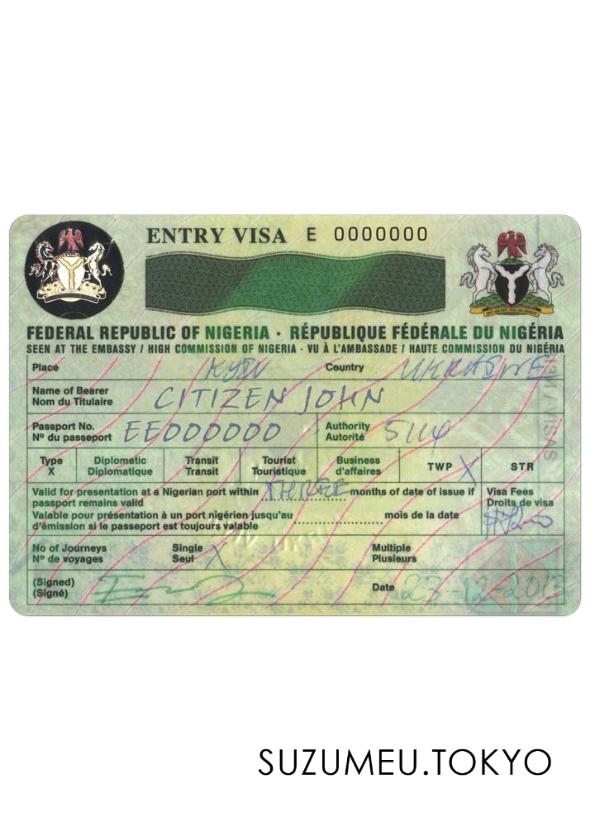 ENTRY VISA E 0000000
FEDERAL REPUBLIC OF NIGERIA · RÉPUBLIQUE FÉDÉRALE DU NIGÉRIA
SEEN AT THE EMBASSY / HIGH COMMISSION OF NIGERIA · VU À L'AMBASSADE / HAUTE COMMISSION DU NIGÉRIA
Place KYIV Country UKRAINE
Name of Bearer
Nom du Titulaire CITIZEN JOHN
Passport No.
Nº du passeport EE0000000
Authority
Autorité 5114
Type
X
Diplomatic
Diplomatique
Transit
Transit
Tourist
Touristique
Business
d'affaires
TWP X
STR
Valid for presentation at a Nigerian port within THREE months of date of issue if
passport remains valid
Valable pour présentation à un port nigérien jusqu'au
mois de la date
d'émission si le passeport est toujours valable
Visa Fees
Droits de visa
No of Journeys
Nº de voyages
Single
Seul X
Multiple
Plusieurs
(Signed)
(Signé)
Date 23-12-2013
SUZUMEU.TOKYO